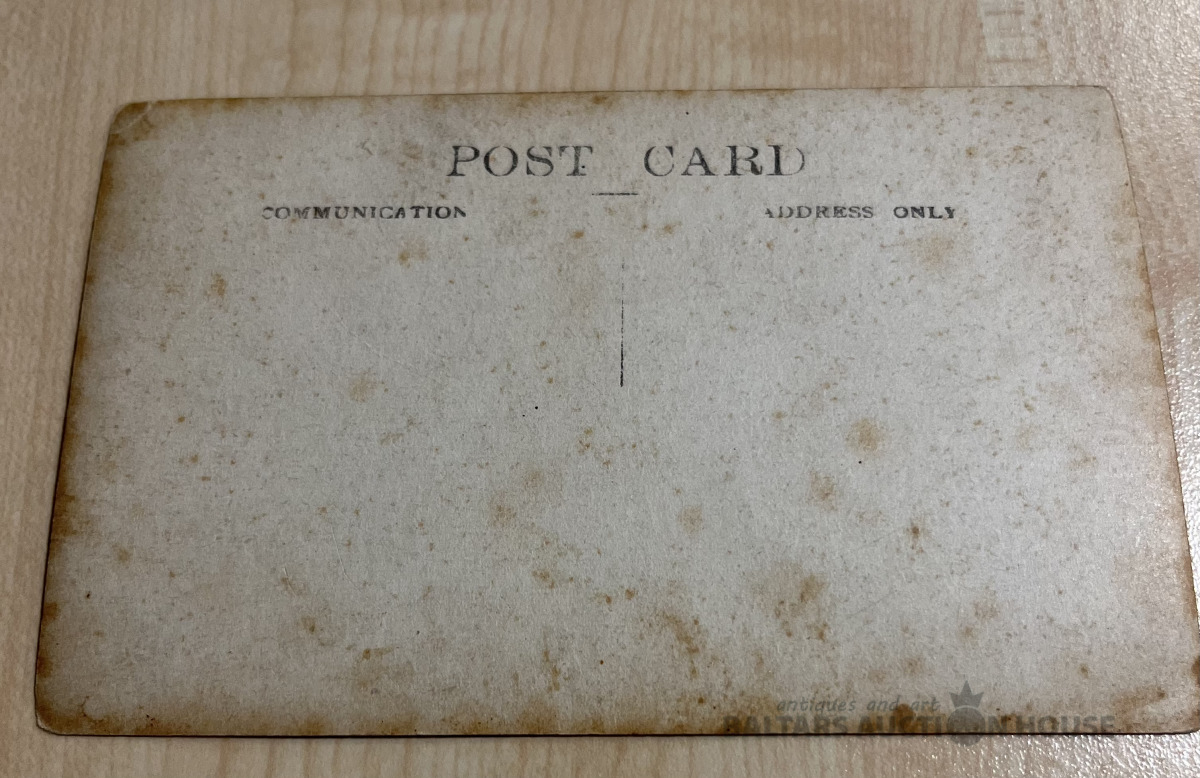 POST CARD
COMMUNICATION
ADDRESS ONLY
antiques and art
BALTARS AUCTION HOUSE